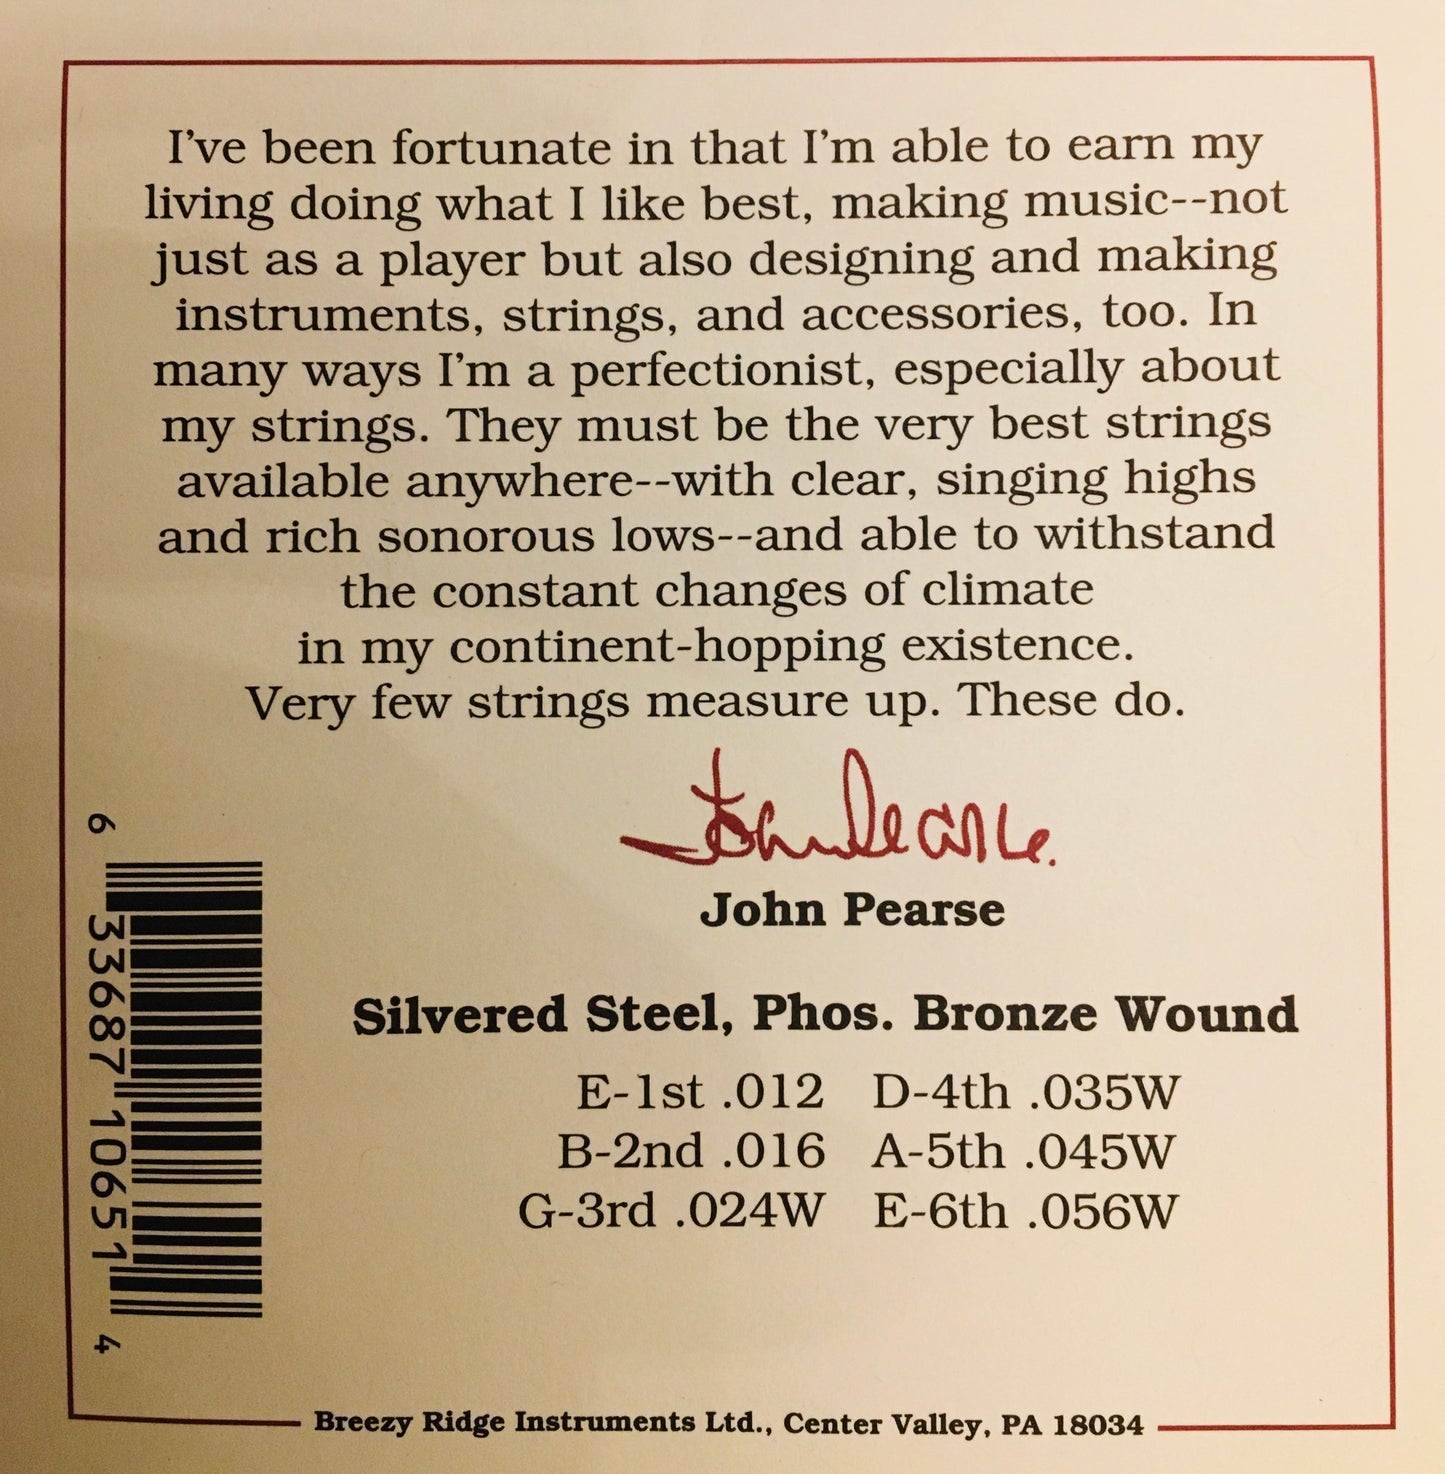 I've been fortunate in that I'm able to earn my
living doing what I like best, making music--not
just as a player but also designing and making
instruments, strings, and accessories, too. In
many ways I'm a perfectionist, especially about
my strings. They must be the very best strings
available anywhere--with clear, singing highs
and rich sonorous lows--and able to withstand
the constant changes of climate
in my continent-hopping existence.
Very few strings measure up. These do.
John Pearse.
John Pearse
Silvered Steel, Phos. Bronze Wound
E-1st .012 D-4th .035W
B-2nd .016 A-5th .045W
G-3rd .024W E-6th .056W
6 33687 10651 4
Breezy Ridge Instruments Ltd., Center Valley, PA 18034